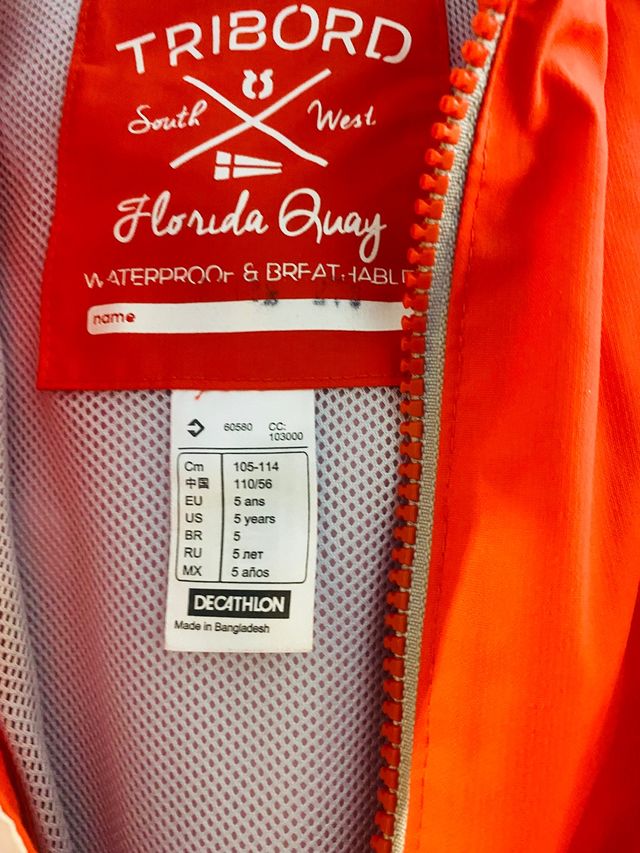 TRIBORD
South West.
Florida Quay
WATERPROOF & BREATHABLE
name
60580 CC:
103000
Cm 105-114
中国 110/56
EU 5 ans
US 5 years
BR 5
RU 5 лет
MX 5 años
DECATHLON
Made in Bangladesh